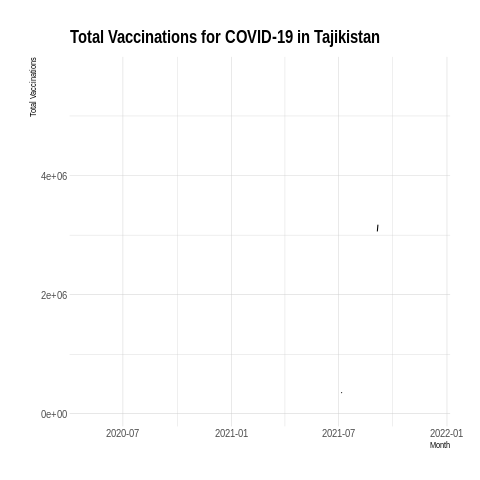 Total Vaccinations for COVID-19 in Tajikistan
Total Vaccinations
4e+06
2e+06
0e+00
2020-07 2021-01 2021-07 2022-01
Month